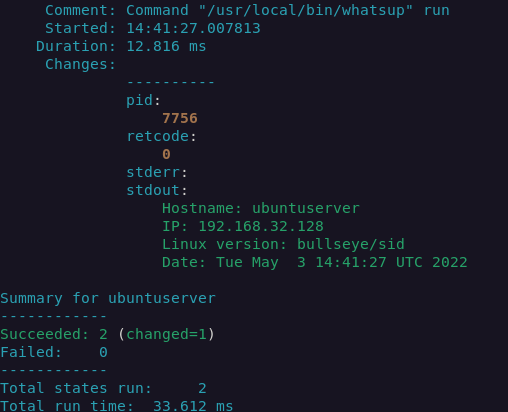 Comment: Command "/usr/local/bin/whatsup" run
Started: 14:41:27.007813
Duration: 12.816 ms
Changes:
----------
pid:
7756
retcode:
0
stderr:
stdout:
Hostname: ubuntuserver
IP: 192.168.32.128
Linux version: bullseye/sid
Date: Tue May  3 14:41:27 UTC 2022
Summary for ubuntuserver
------------
Succeeded: 2 (changed=1)
Failed:    0
------------
Total states run:     2
Total run time:  33.612 ms